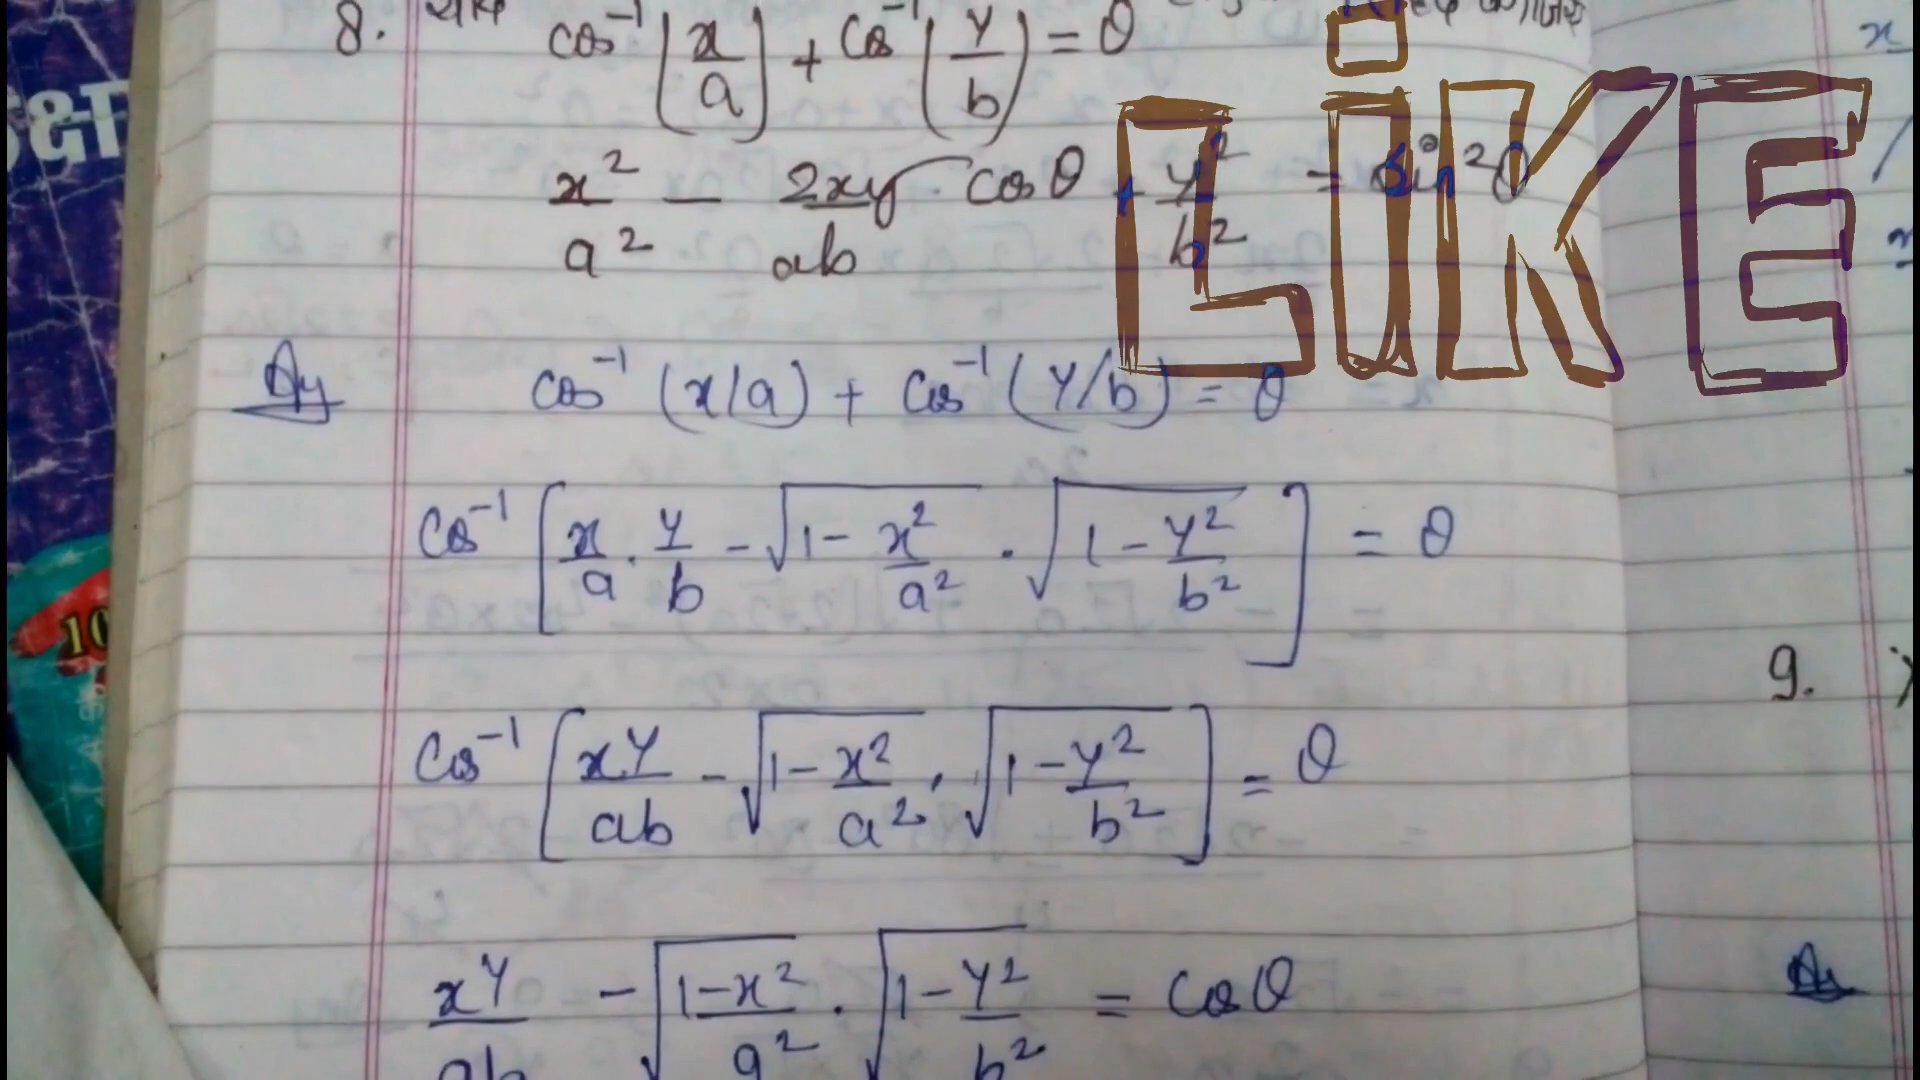 8. यदि cos⁻¹(x/a) + cos⁻¹(y/b) = θ
x²/a² - 2xy/ab · cosθ + y²/b² = sin²θ
LiKE
cos⁻¹(x/a) + cos⁻¹(y/b) = θ
cos⁻¹[x/a · y/b - √1 - x²/a² · √1 - y²/b²] = θ
cos⁻¹[xy/ab - √1 - x²/a² · √1 - y²/b²] = θ
xy/ab - √1 - x²/a² · √1 - y²/b² = cosθ
9.
10